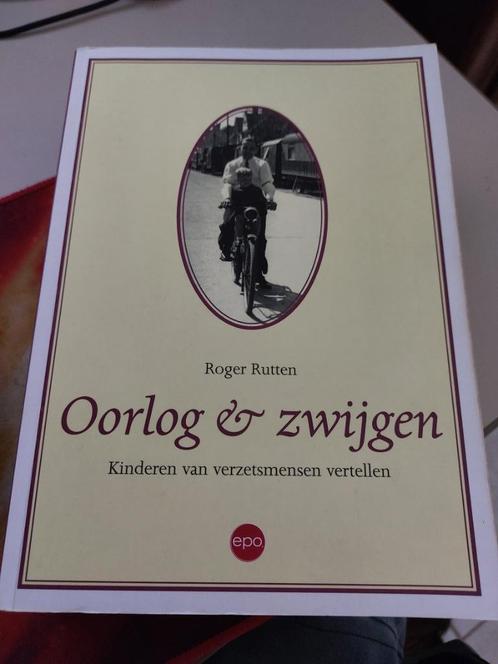 Roger Rutten
Oorlog & zwijgen
Kinderen van verzetsmensen vertellen
epo